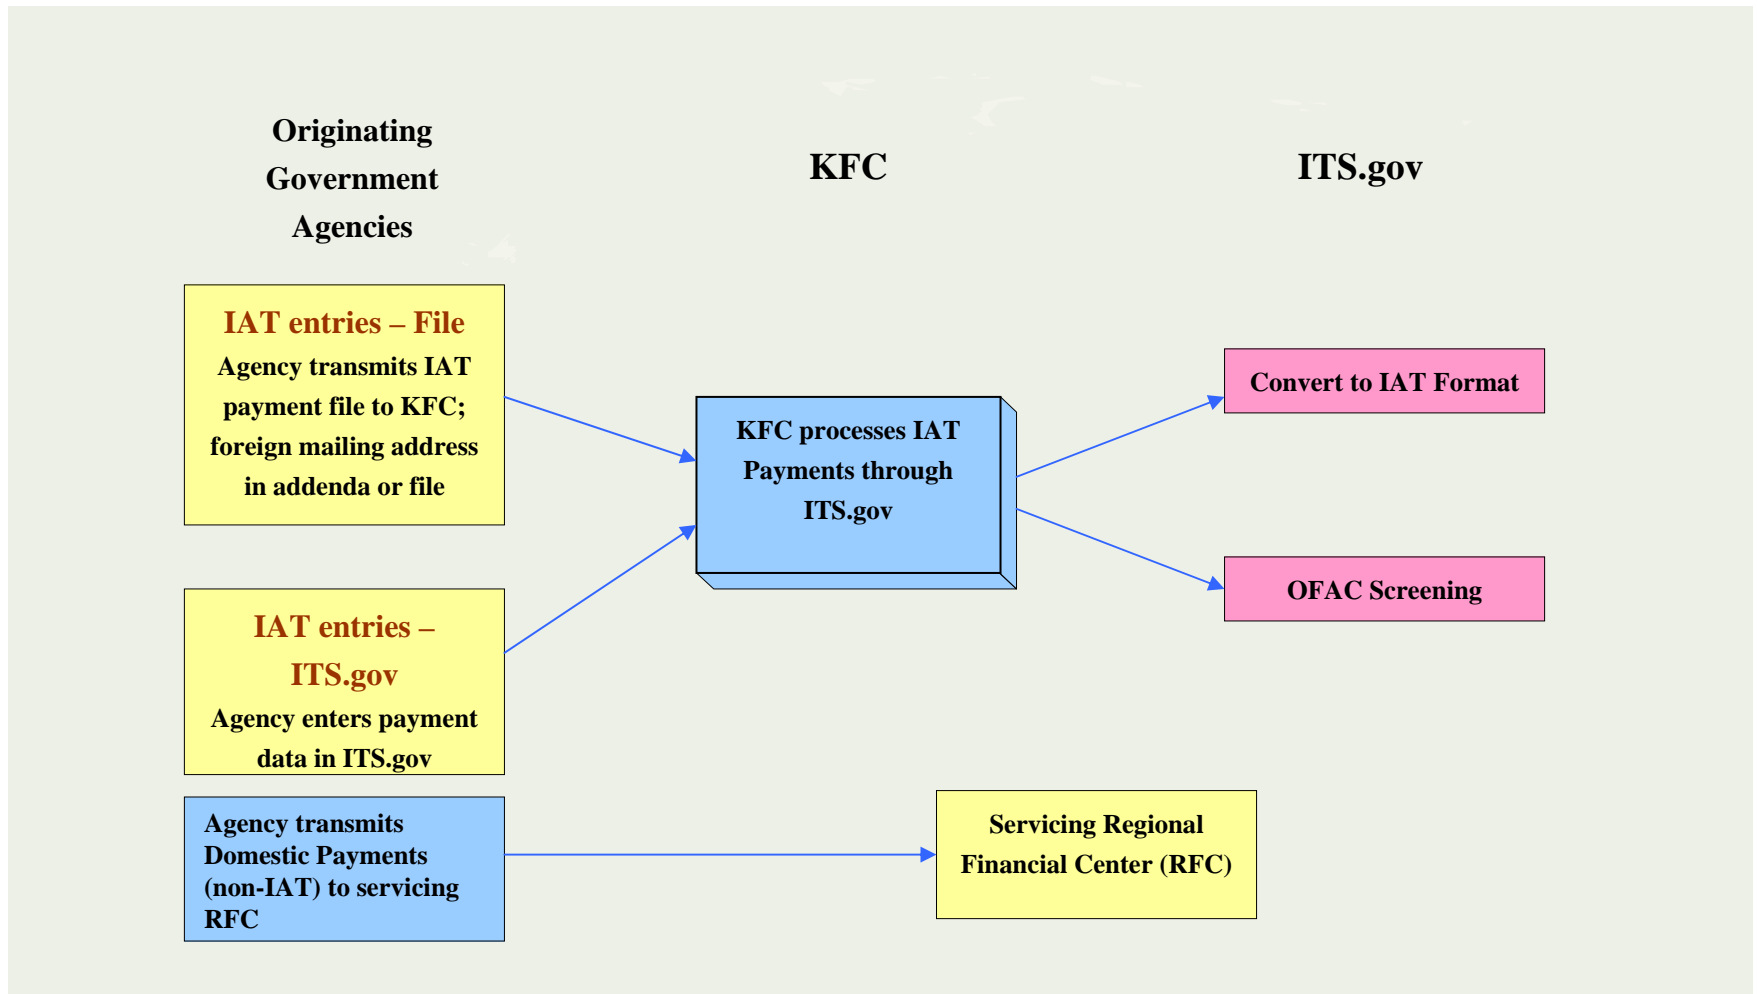 Originating
Government
Agencies
KFC
ITS.gov
IAT entries – File
Agency transmits IAT
payment file to KFC;
foreign mailing address
in addenda or file
KFC processes IAT
Payments through
ITS.gov
Convert to IAT Format
OFAC Screening
IAT entries –
ITS.gov
Agency enters payment
data in ITS.gov
Agency transmits
Domestic Payments
(non-IAT) to servicing
RFC
Servicing Regional
Financial Center (RFC)